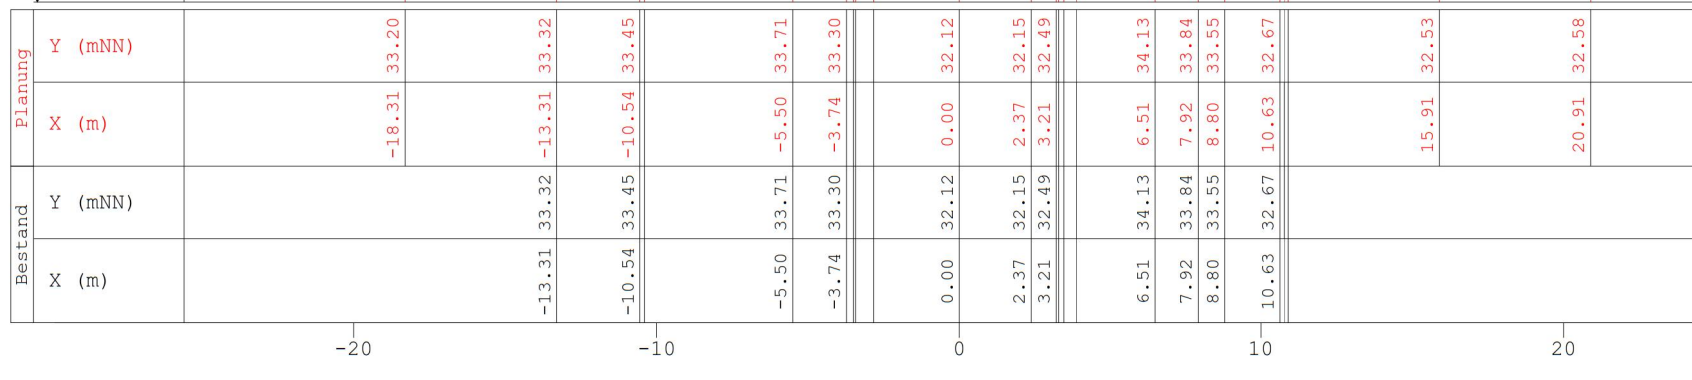 Planung
Y (mNN) 33.20 33.32 33.45 33.71 33.30 32.12 32.15 32.49 34.13 33.84 33.55 32.67 32.53 32.58
X (m) -18.31 -13.31 -10.54 -5.50 -3.74 0.00 2.37 3.21 6.51 7.92 8.80 10.63 15.91 20.91
Bestand
Y (mNN) 33.32 33.45 33.71 33.30 32.12 32.15 32.49 34.13 33.84 33.55 32.67
X (m) -13.31 -10.54 -5.50 -3.74 0.00 2.37 3.21 6.51 7.92 8.80 10.63
-20 -10 0 10 20